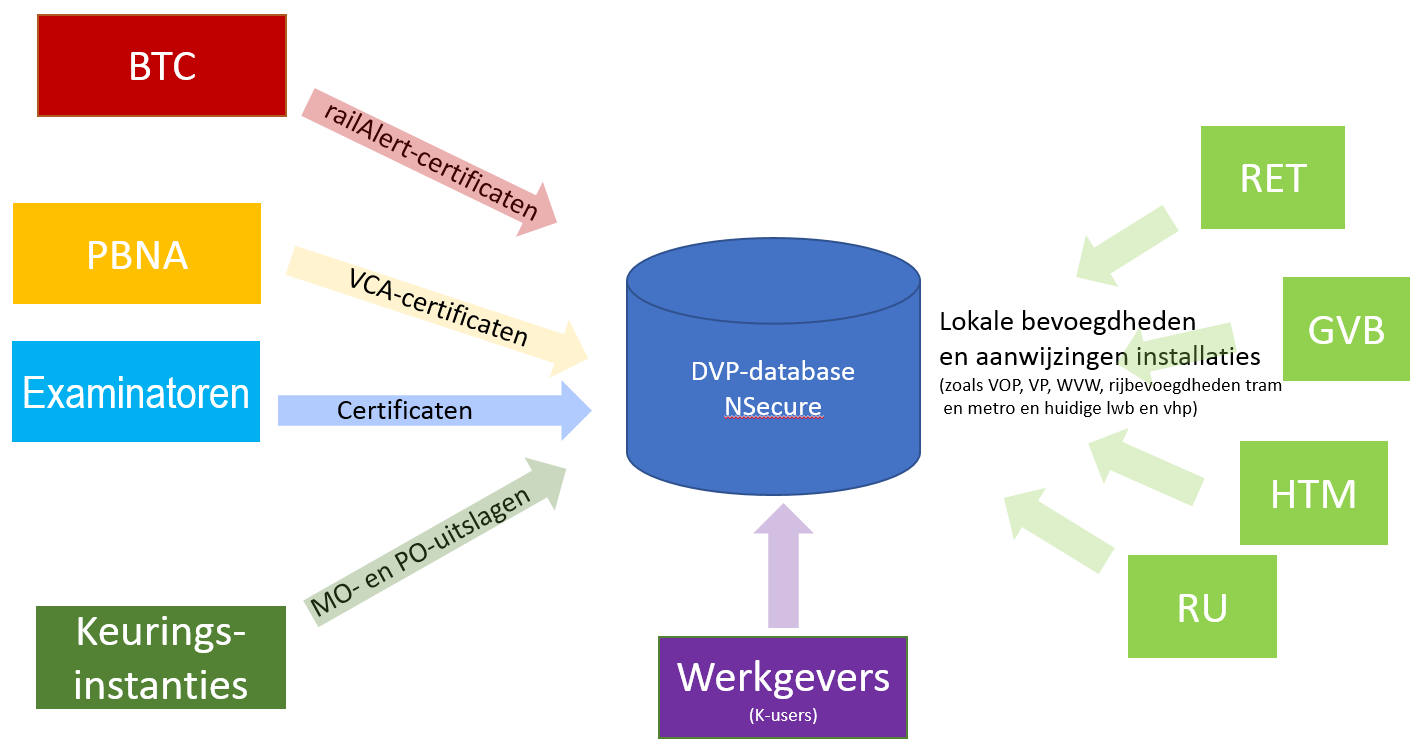 BTC
railAlert-certificaten
PBNA
VCA-certificaten
Examinatoren
Certificaten
Keurings-
instanties
MO- en PO-uitslagen
DVP-database
NSecure
Werkgevers
(K-users)
Lokale bevoegdheden
en aanwijzingen installaties
(zoals VOP, VP, WVW, rijbevoegdheden tram
en metro en huidige lwb en vhp)
RET
GVB
HTM
RU